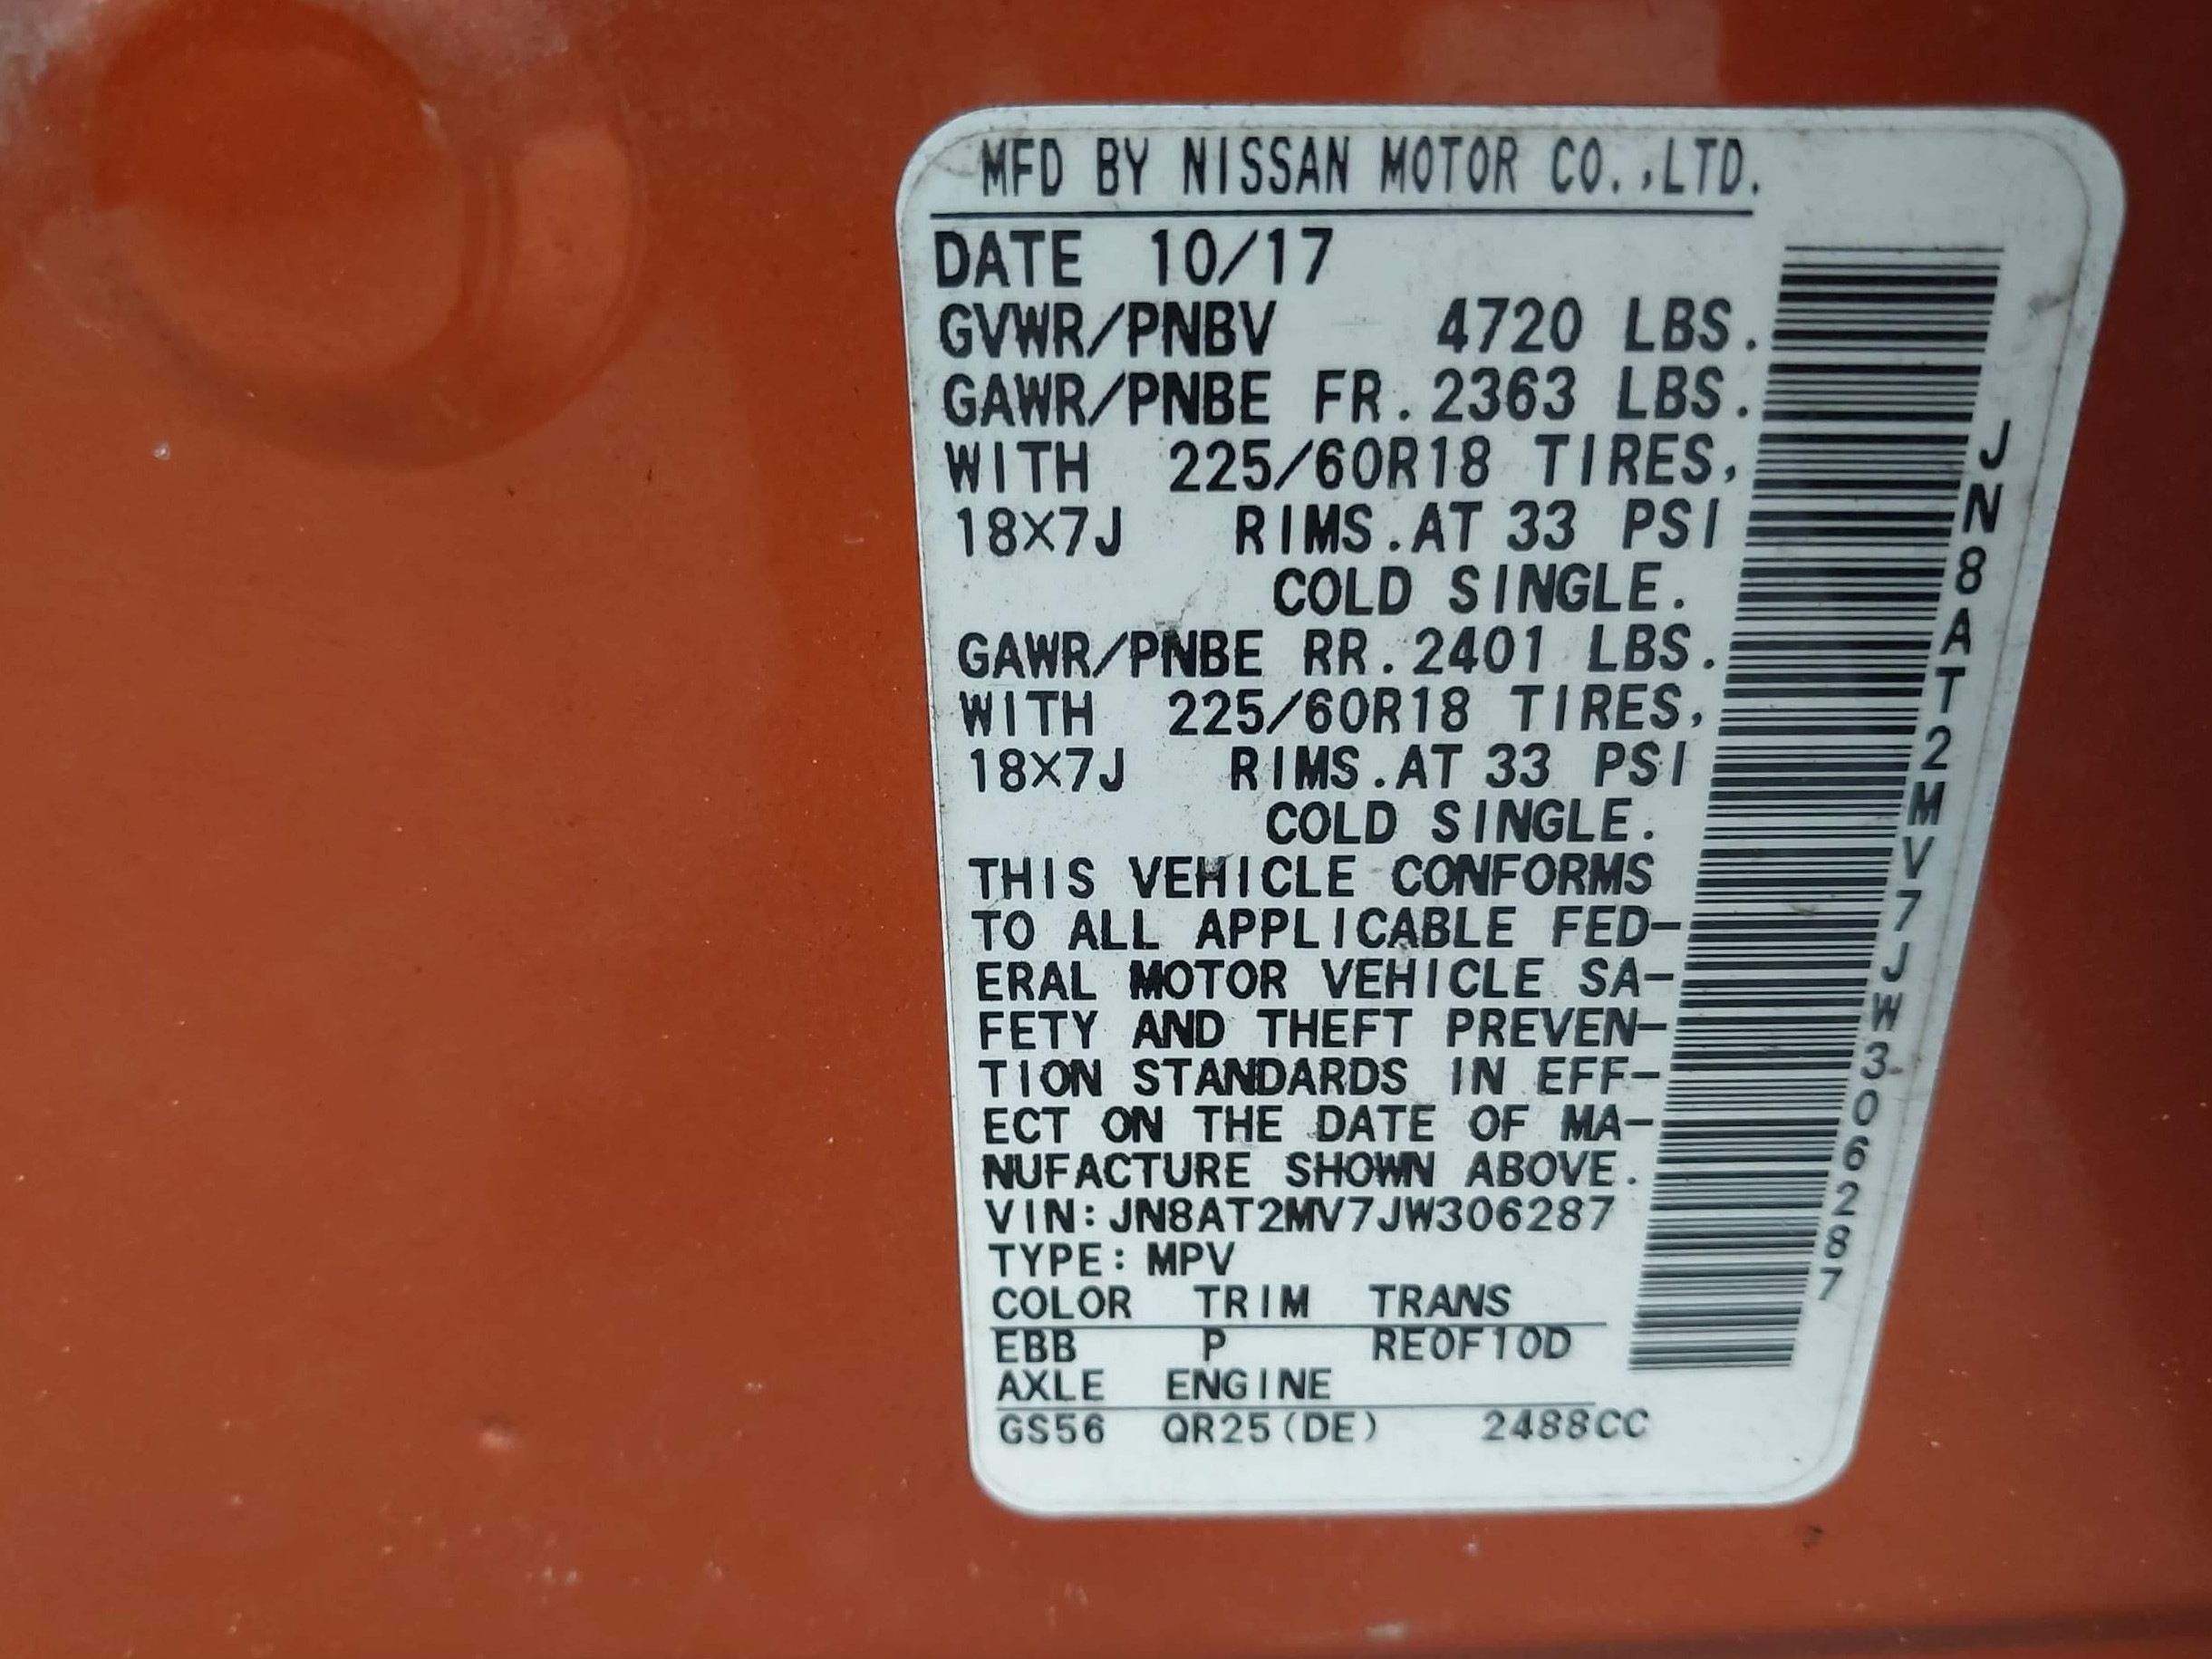 MFD BY NISSAN MOTOR CO.,LTD.
DATE 10/17
GVWR/PNBV 4720 LBS.
GAWR/PNBE FR.2363 LBS.
WITH 225/60R18 TIRES,
18×7J RIMS.AT 33 PSI
COLD SINGLE.
GAWR/PNBE RR.2401 LBS.
WITH 225/60R18 TIRES,
18×7J RIMS.AT 33 PSI
COLD SINGLE.
THIS VEHICLE CONFORMS
TO ALL APPLICABLE FED-
ERAL MOTOR VEHICLE SA-
FETY AND THEFT PREVEN-
TION STANDARDS IN EFF-
ECT ON THE DATE OF MA-
NUFACTURE SHOWN ABOVE.
VIN:JN8AT2MV7JW306287
TYPE:MPV
COLOR TRIM TRANS
EBB P RE0F10D
AXLE ENGINE
GS56 QR25(DE) 2488CC
JN8AT2MV7JW306287